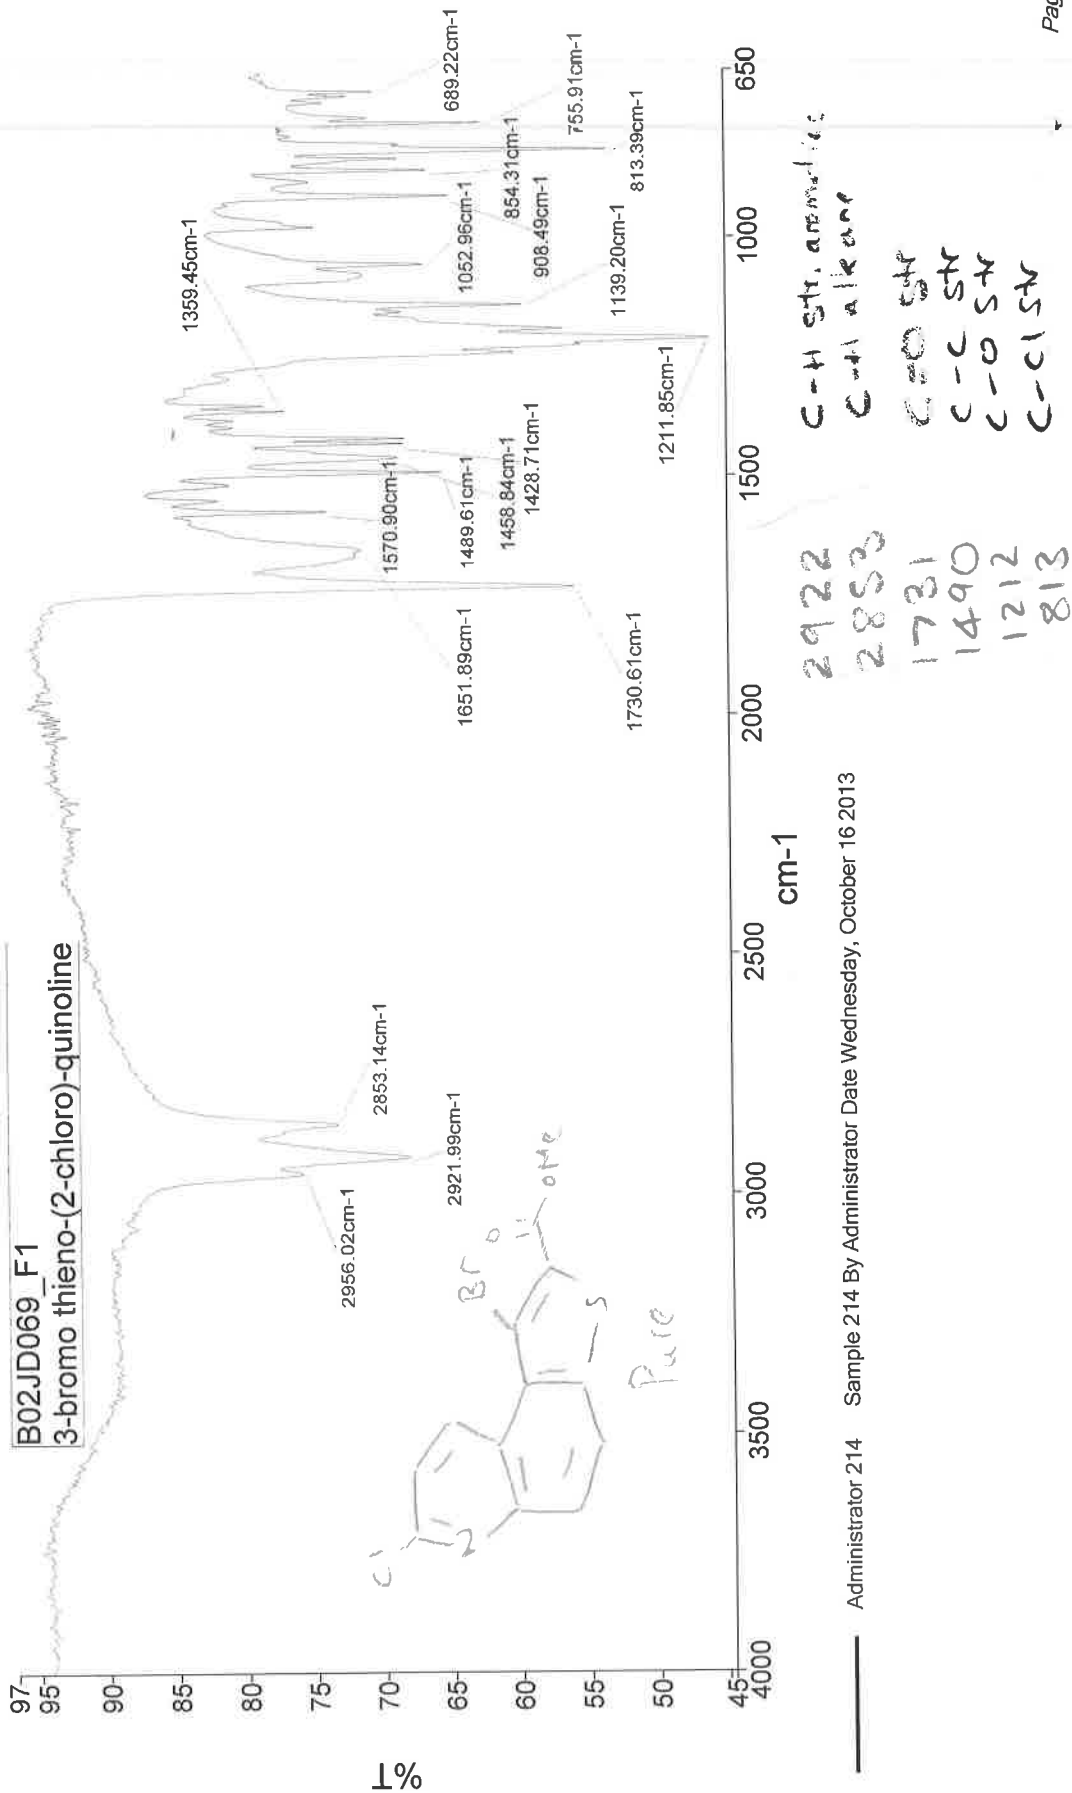 B02JD069_F1
3-bromo thieno-(2-chloro)-quinoline
97
95
90
85
80
75
70
65
60
55
50
45
%T
4000
3500
3000
2500
2000
1500
1000
650
cm-1
2956.02cm-1
2921.99cm-1
2853.14cm-1
1730.61cm-1
1651.89cm-1
1570.90cm-1
1489.61cm-1
1458.84cm-1
1428.71cm-1
1359.45cm-1
1211.85cm-1
1139.20cm-1
1052.96cm-1
908.49cm-1
854.31cm-1
813.39cm-1
755.91cm-1
689.22cm-1
Cl
N
Br
O
OMe
S
Pure
Administrator 214 Sample 214 By Administrator Date Wednesday, October 16 2013
2922 C-H str. aromatic
2853 C-H alkane
1731 C=O str
1490 C-C str
1212 C-O str
813 C-Cl str
Pag